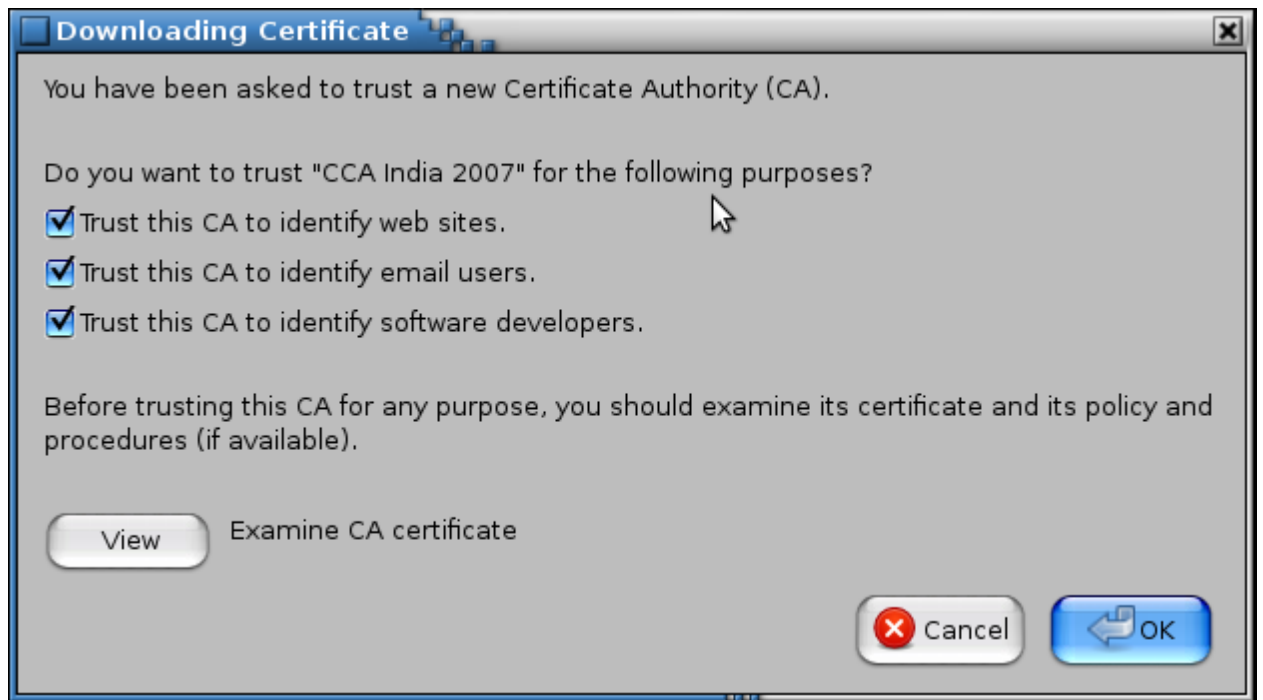 Downloading Certificate
You have been asked to trust a new Certificate Authority (CA).
Do you want to trust "CCA India 2007" for the following purposes?
Trust this CA to identify web sites.
Trust this CA to identify email users.
Trust this CA to identify software developers.
Before trusting this CA for any purpose, you should examine its certificate and its policy and
procedures (if available).
View Examine CA certificate
Cancel OK